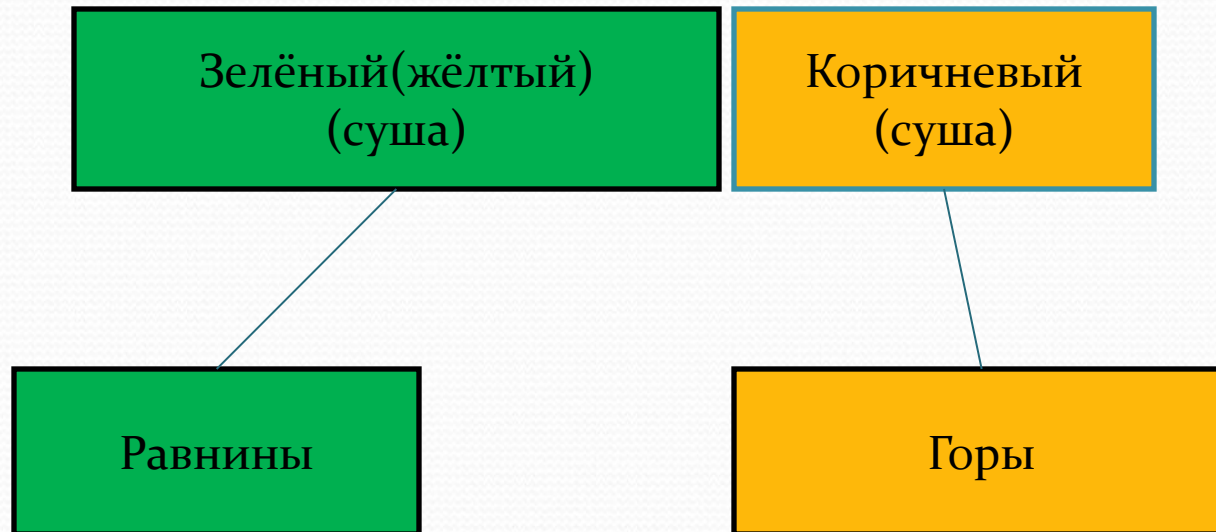 Зелёный(жёлтый)
(суша)
Коричневый
(суша)
Равнины
Горы